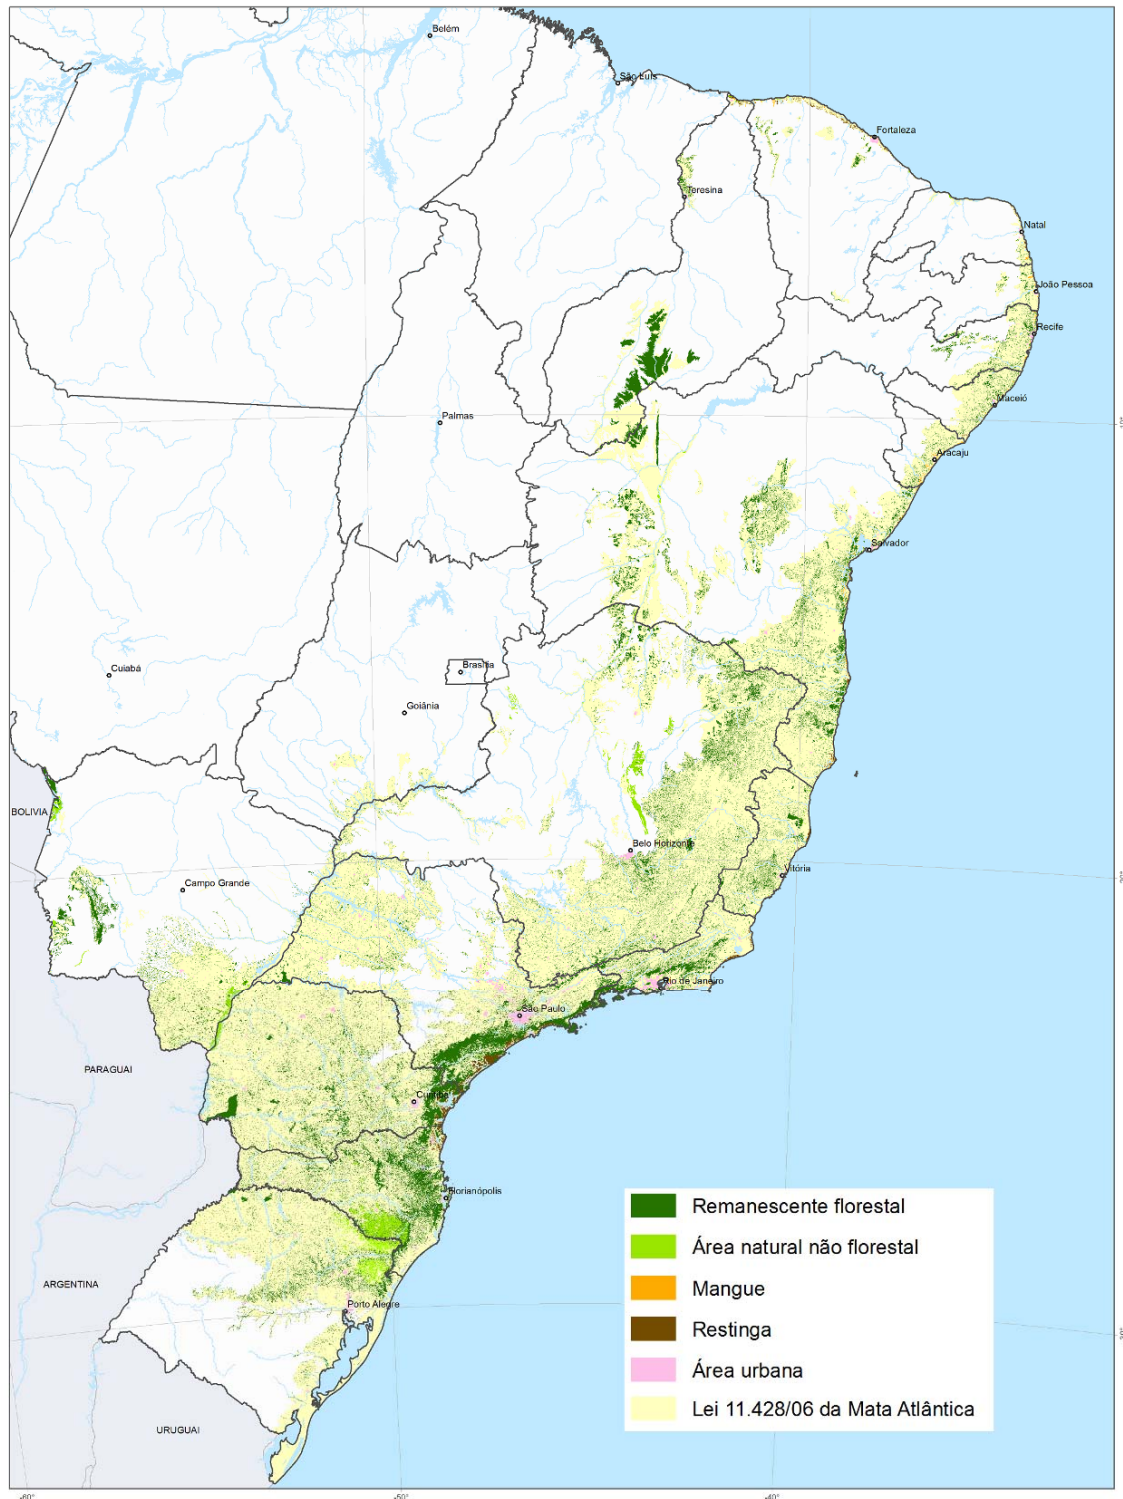 Belém
São Luís
Fortaleza
Teresina
Natal
João Pessoa
Recife
Maceió
Palmas
Aracaju
Salvador
Cuiabá
Brasília
Goiânia
BOLIVIA
Belo Horizonte
Vitória
Campo Grande
Rio de Janeiro
São Paulo
PARAGUAI
Curitiba
Florianópolis
ARGENTINA
Porto Alegre
URUGUAI
Remanescente florestal
Área natural não florestal
Mangue
Restinga
Área urbana
Lei 11.428/06 da Mata Atlântica
-60°
-50°
-40°